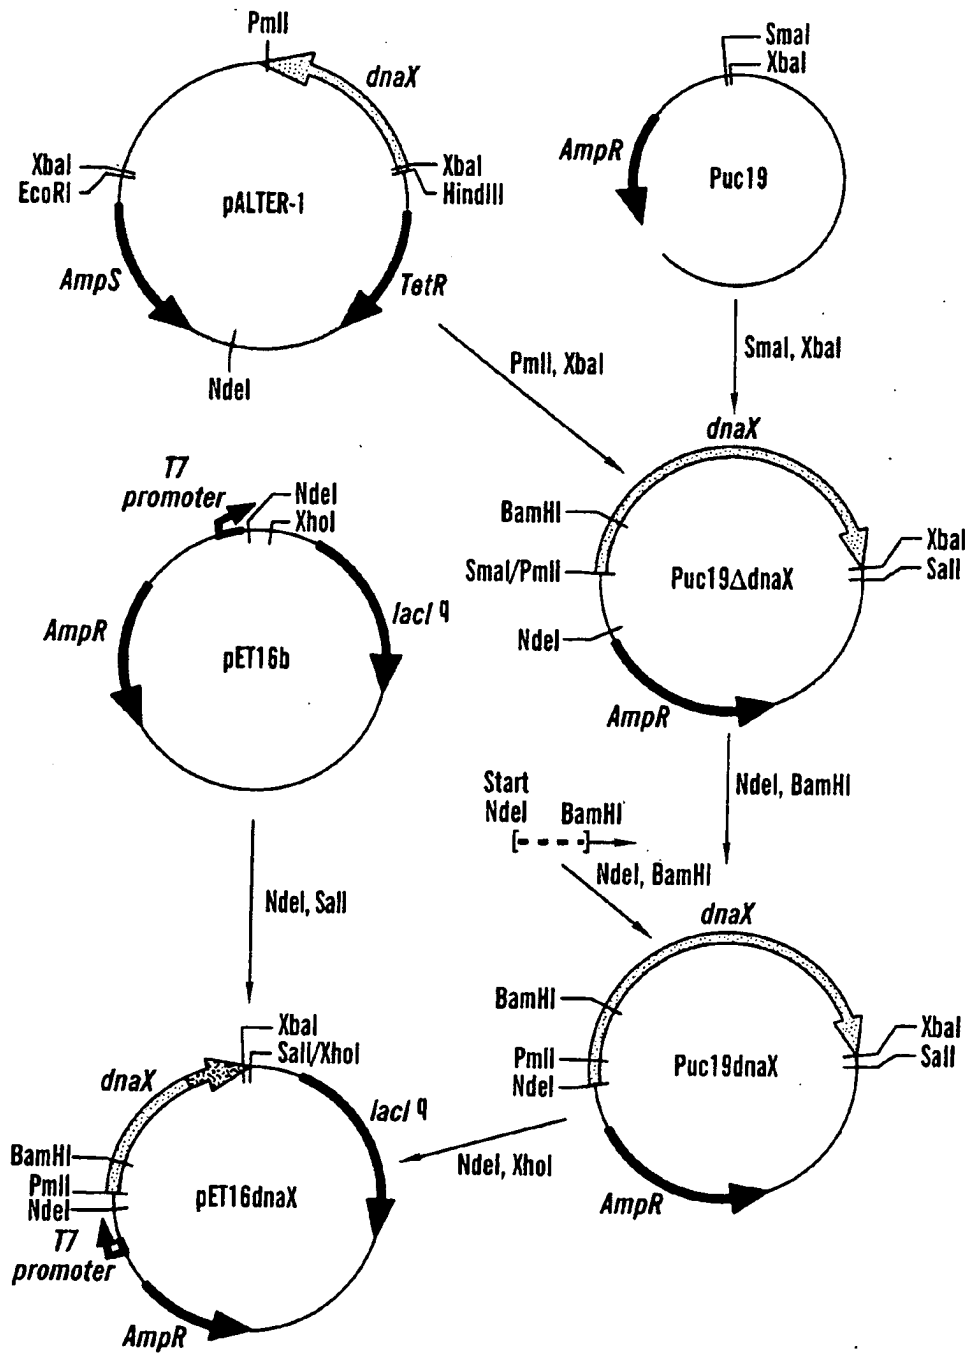 PmlI
dnaX
XbaI
EcoRI
XbaI
HindIII
pALTER-1
AmpS
TetR
NdeI
SmaI
XbaI
AmpR
Puc19
PmlI, XbaI
SmaI, XbaI
T7
promoter
NdeI
XhoI
lacI q
AmpR
pET16b
dnaX
BamHI
SmaI/PmlI
NdeI
XbaI
SalI
Puc19ΔdnaX
AmpR
Start
NdeI BamHI
NdeI, BamHI
NdeI, BamHI
NdeI, SalI
dnaX
BamHI
PmlI
NdeI
XbaI
SalI
Puc19dnaX
AmpR
NdeI, XhoI
XbaI
SalI/XhoI
dnaX
lacI q
BamHI
PmlI
NdeI
pET16dnaX
T7
promoter
AmpR